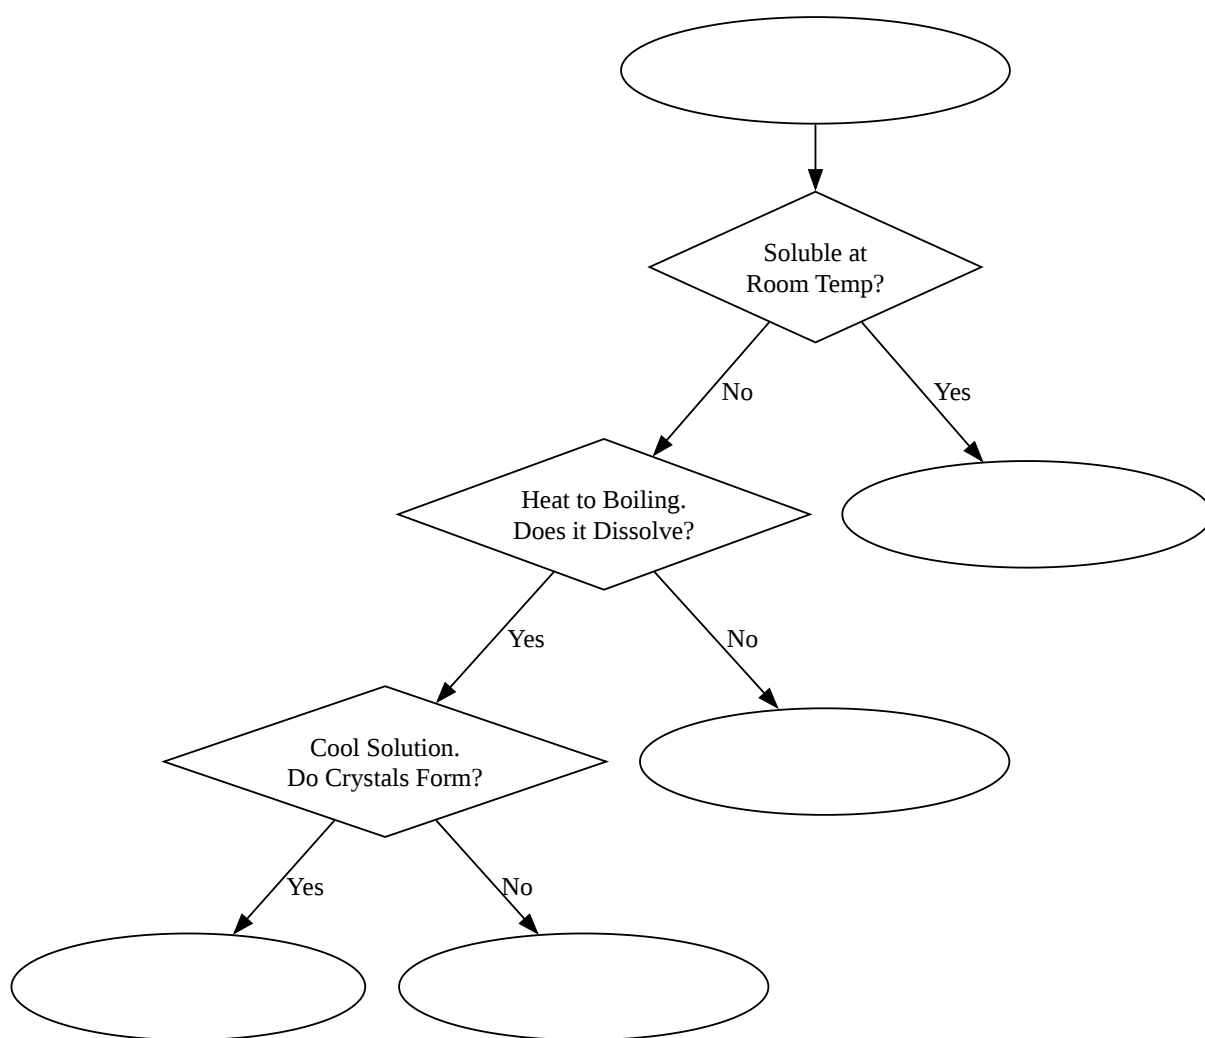 Soluble at
Room Temp?
No
Yes
Heat to Boiling.
Does it Dissolve?
Yes
No
Cool Solution.
Do Crystals Form?
Yes
No